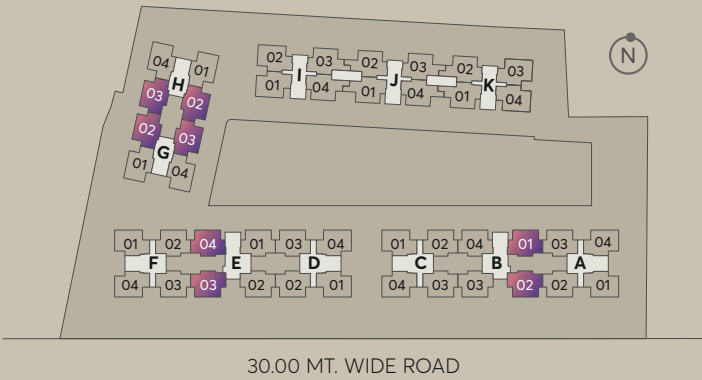 N
04 H 01
03 02
02 03
G
01 04
02 03 02 03 02 03
I J K
01 04 01 04 01 04
01 02 04 01 03 04
F E D
04 03 03 02 02 01
01 02 04 01 03 04
C B A
04 03 03 02 02 01
30.00 MT. WIDE ROAD